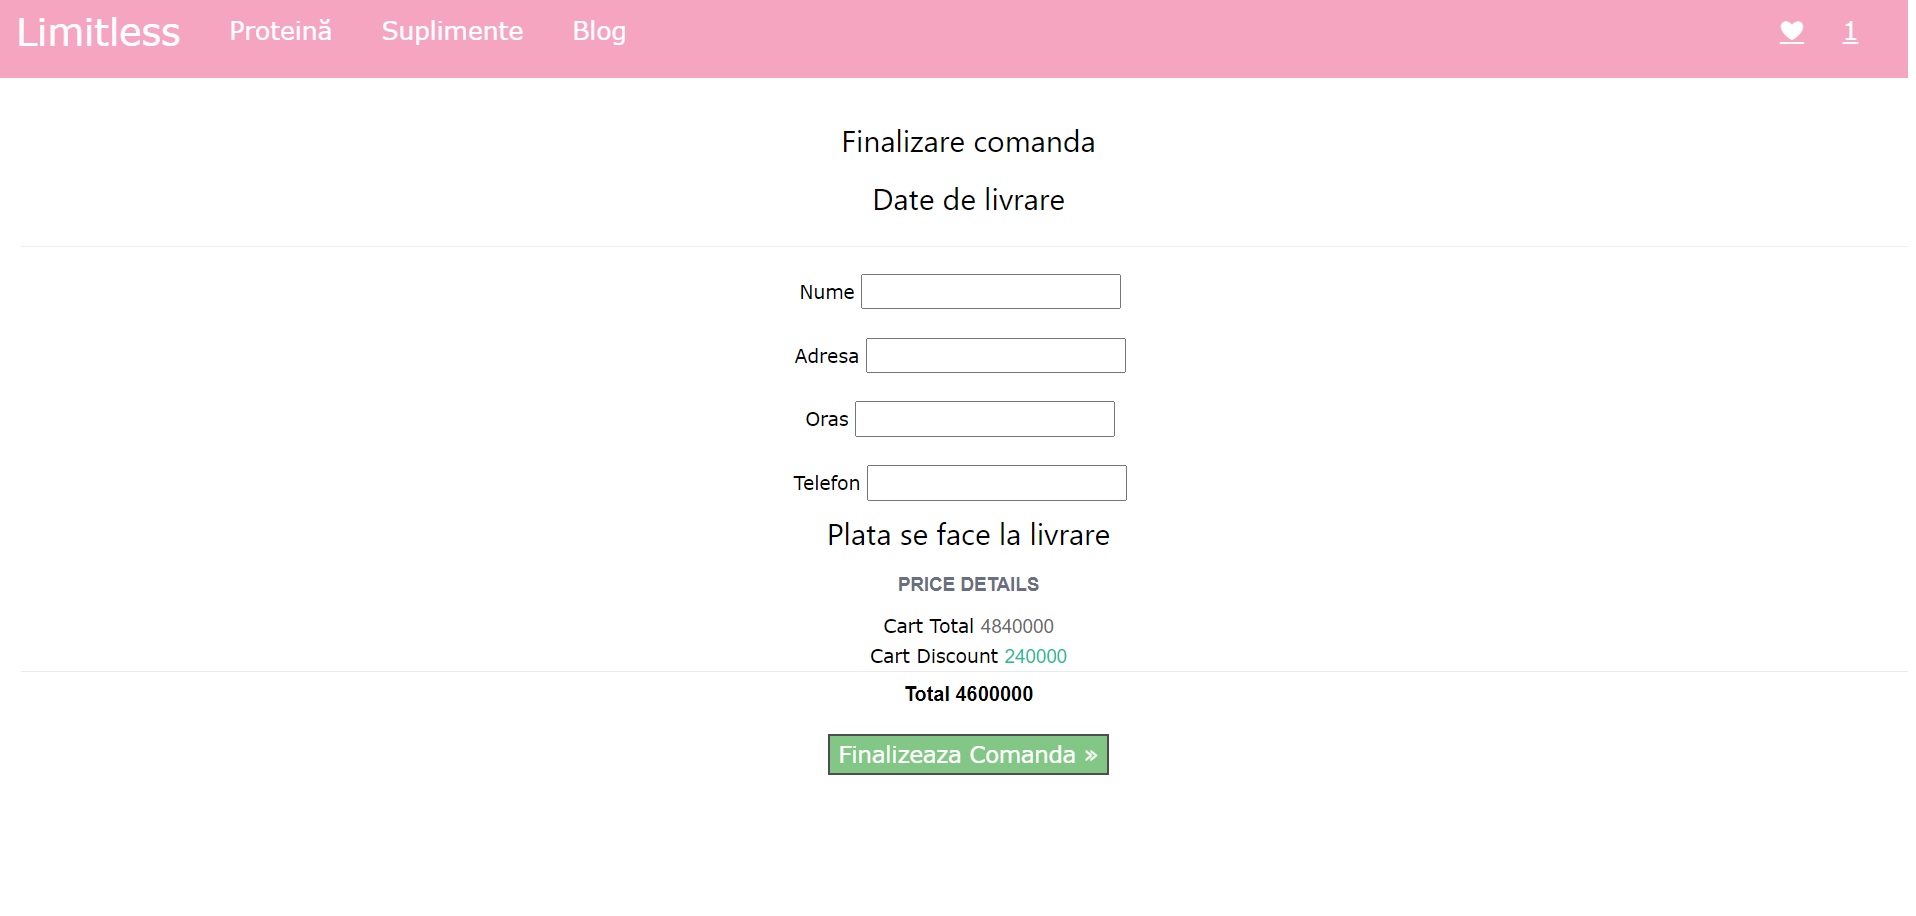 Limitless Proteină Suplimente Blog 1
Finalizare comanda
Date de livrare
Nume
Adresa
Oras
Telefon
Plata se face la livrare
PRICE DETAILS
Cart Total 4840000
Cart Discount 240000
Total 4600000
Finalizeaza Comanda »